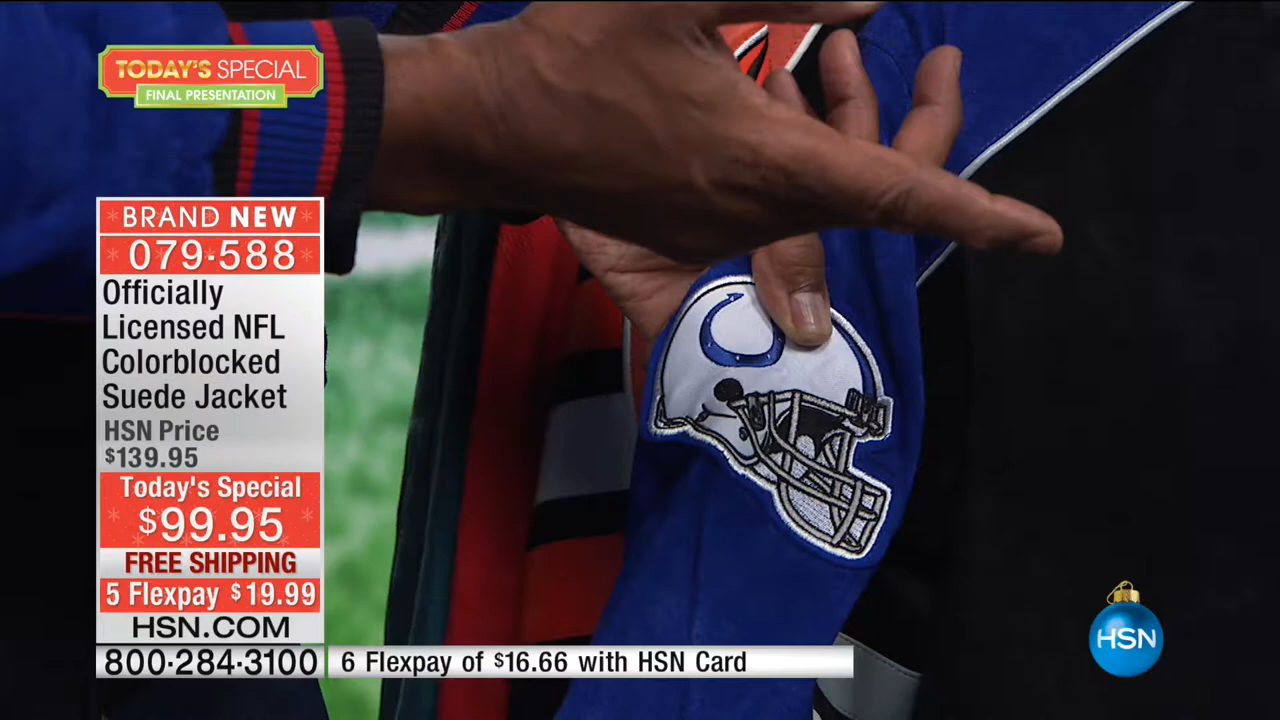 TODAY'S SPECIAL
FINAL PRESENTATION
BRAND NEW
079·588
Officially
Licensed NFL
Colorblocked
Suede Jacket
HSN Price
$139.95
Today's Special
$99.95
FREE SHIPPING
5 Flexpay $19.99
HSN.COM
800·284·3100
6 Flexpay of $16.66 with HSN Card
HSN